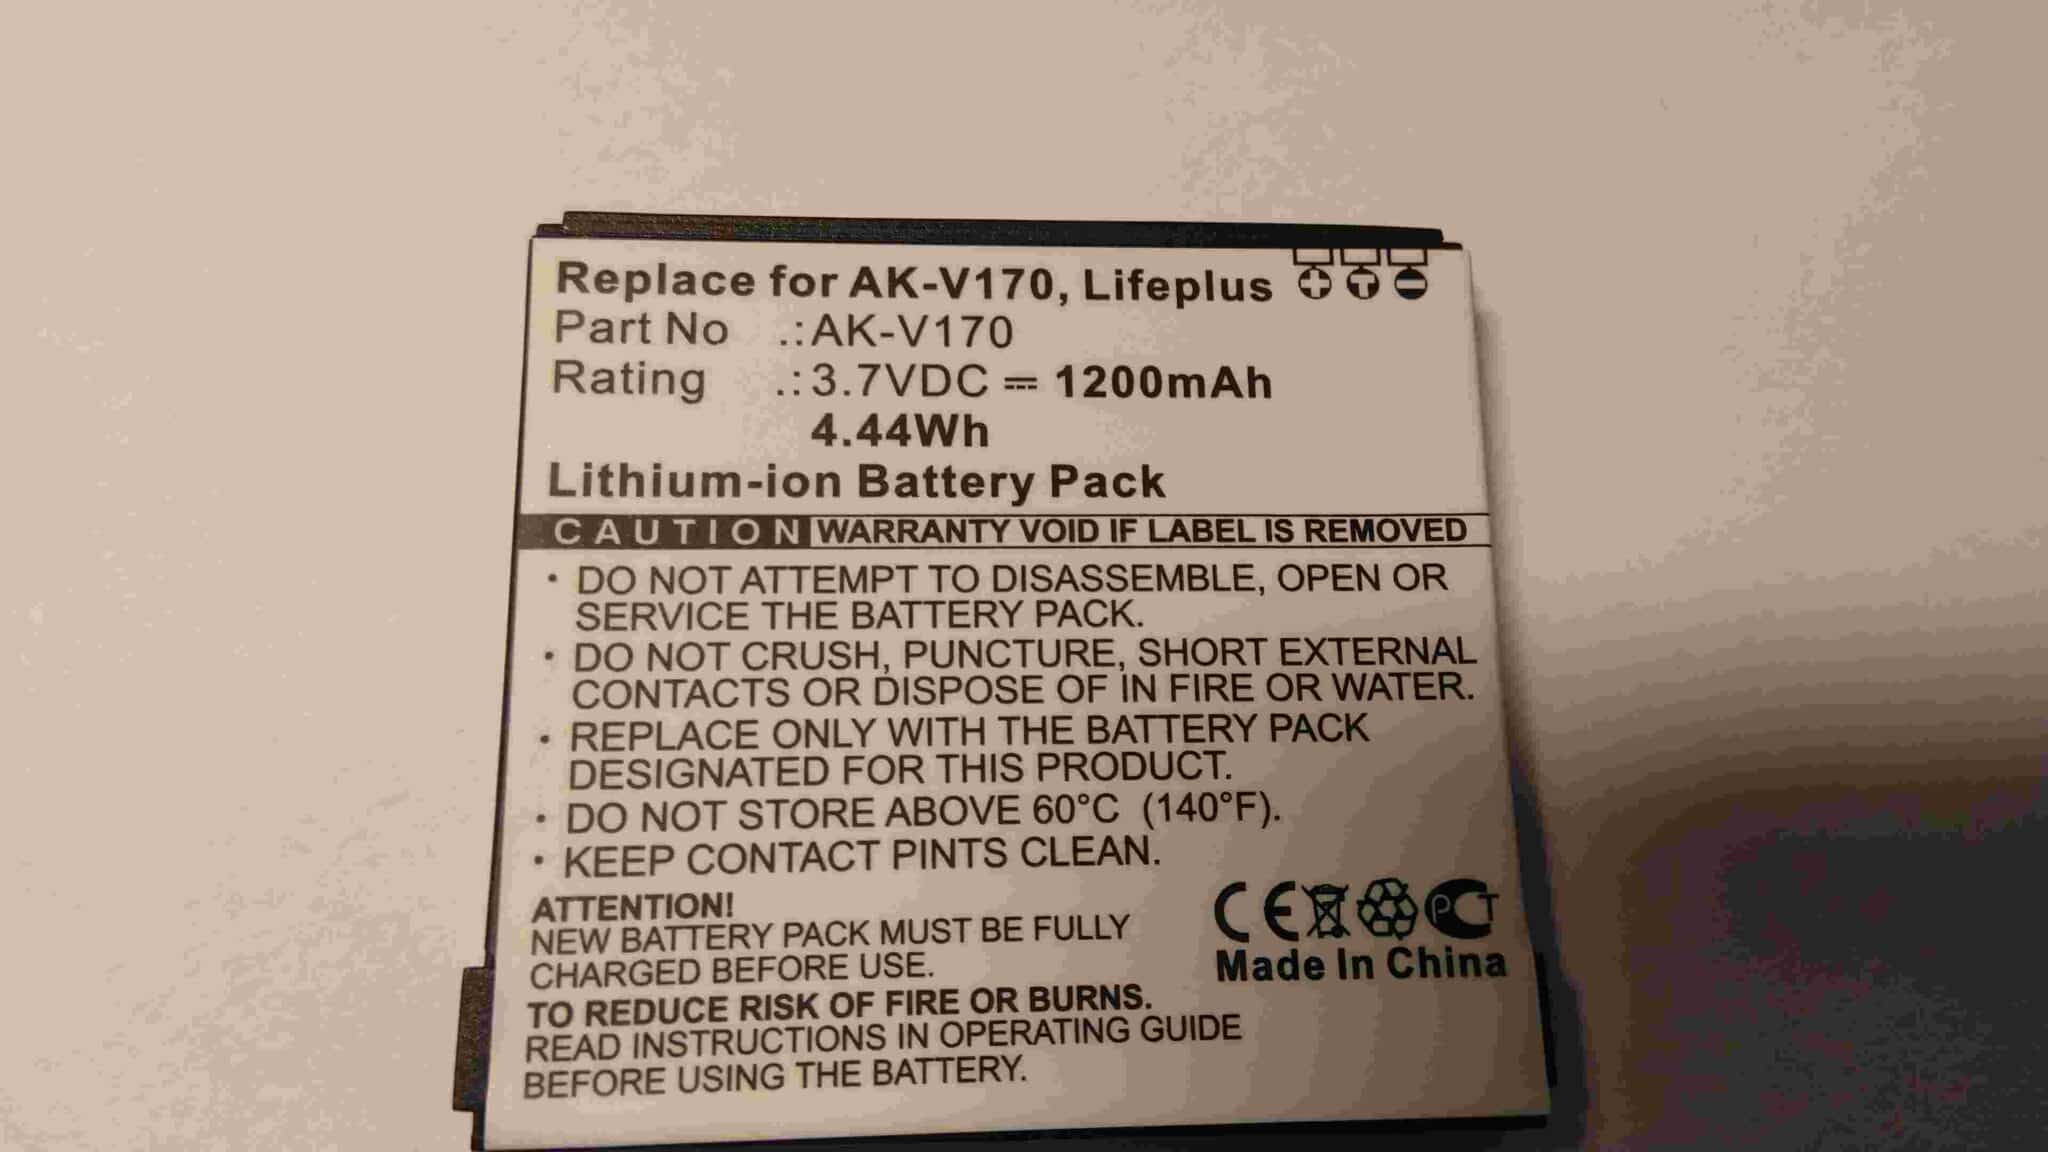 Replace for AK-V170, Lifeplus
Part No .:AK-V170
Rating .:3.7VDC ⎓ 1200mAh
4.44Wh
Lithium-ion Battery Pack
CAUTION WARRANTY VOID IF LABEL IS REMOVED
· DO NOT ATTEMPT TO DISASSEMBLE, OPEN OR
SERVICE THE BATTERY PACK.
· DO NOT CRUSH, PUNCTURE, SHORT EXTERNAL
CONTACTS OR DISPOSE OF IN FIRE OR WATER.
· REPLACE ONLY WITH THE BATTERY PACK
DESIGNATED FOR THIS PRODUCT.
· DO NOT STORE ABOVE 60°C (140°F).
· KEEP CONTACT PINTS CLEAN.
ATTENTION!
NEW BATTERY PACK MUST BE FULLY
CHARGED BEFORE USE.
TO REDUCE RISK OF FIRE OR BURNS.
READ INSTRUCTIONS IN OPERATING GUIDE
BEFORE USING THE BATTERY.
CE PCT
Made In China